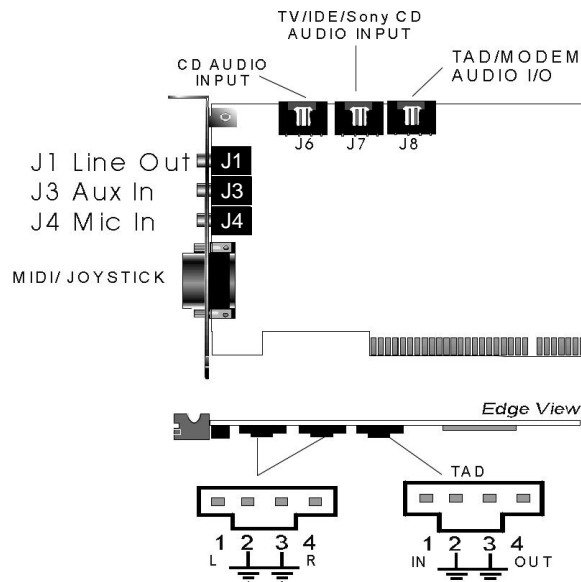 TV/IDE/Sony CD
AUDIO INPUT
CD AUDIO
INPUT
TAD/MODEM
AUDIO I/O
J6
J7
J8
J1 Line Out
J1
J3 Aux In
J3
J4 Mic In
J4
MIDI/ JOYSTICK
Edge View
TAD
1 2 3 4
L R
1 2 3 4
IN OUT